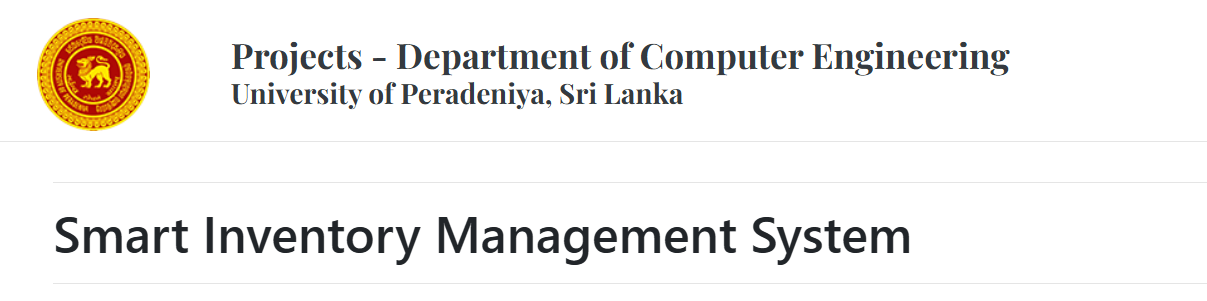 Projects - Department of Computer Engineering
University of Peradeniya, Sri Lanka
Smart Inventory Management System